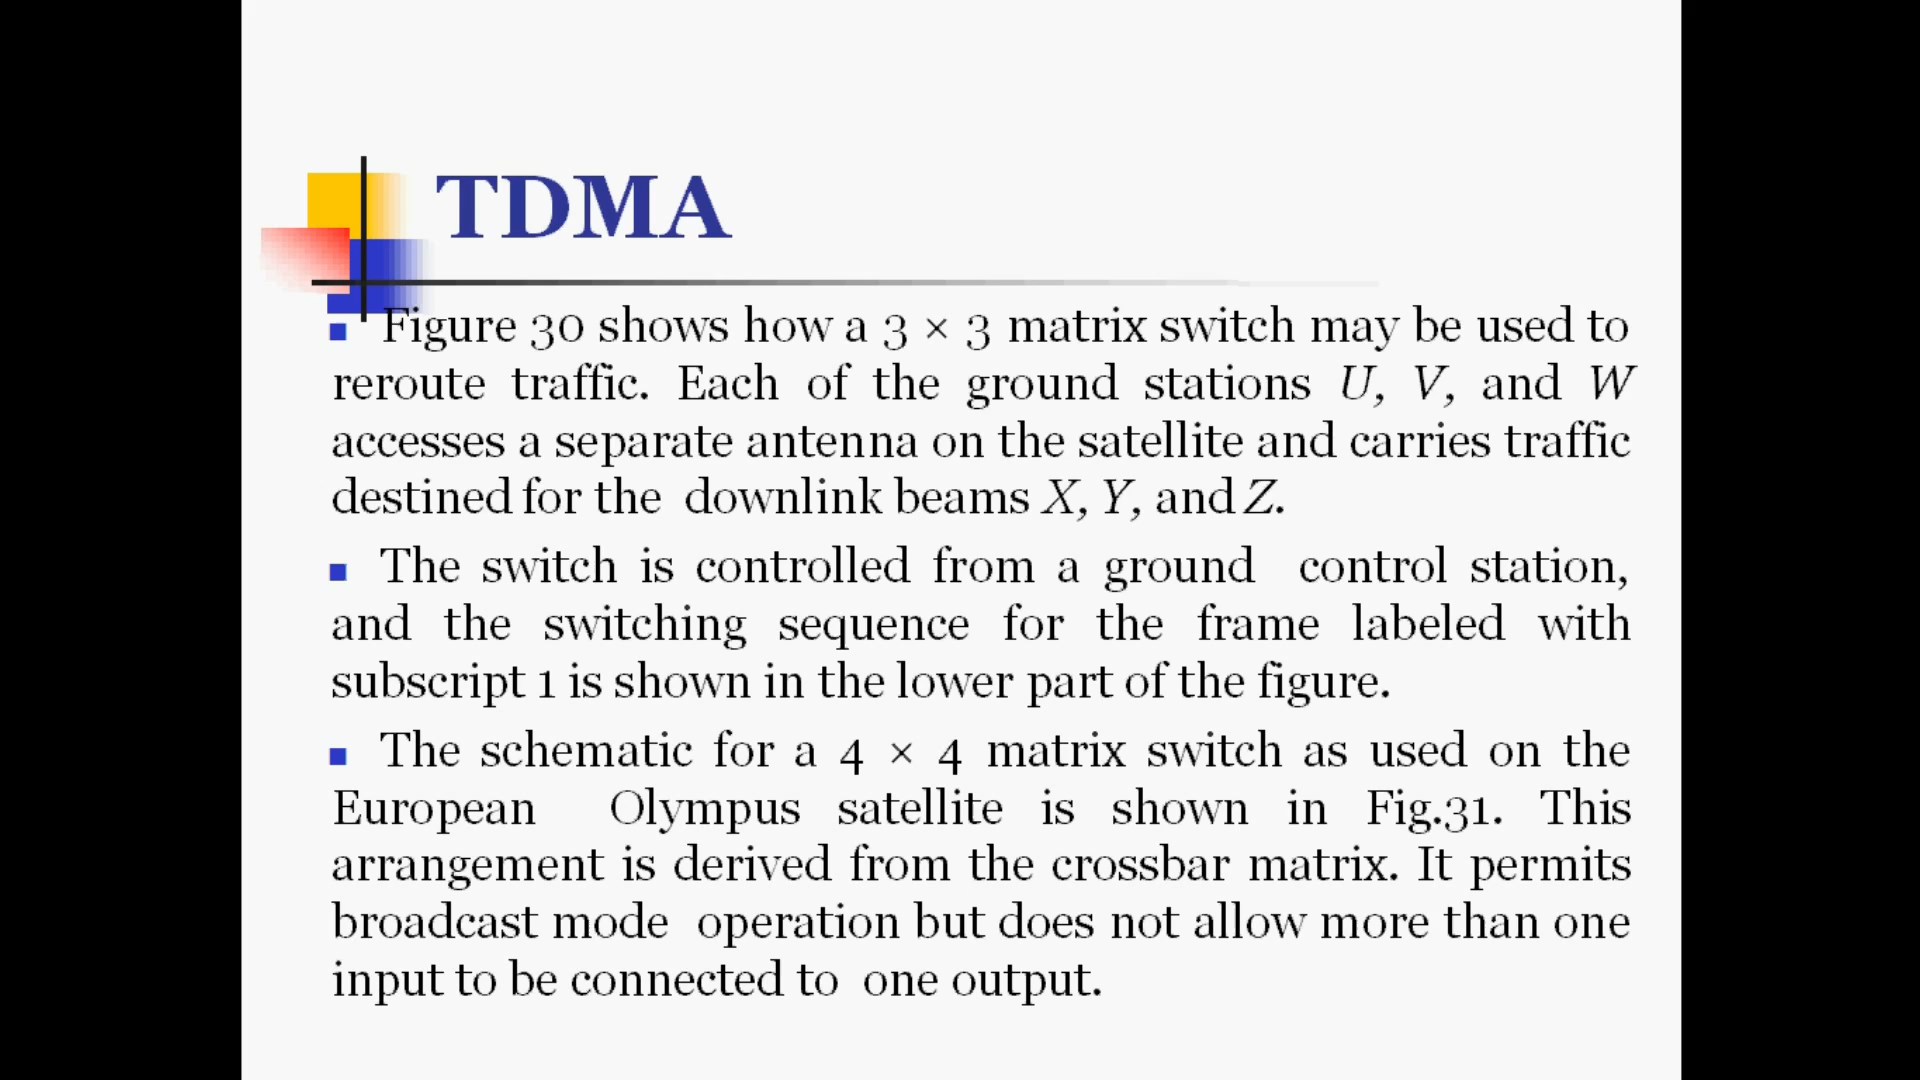 TDMA
Figure 30 shows how a 3 × 3 matrix switch may be used to
reroute traffic. Each of the ground stations U, V, and W
accesses a separate antenna on the satellite and carries traffic
destined for the downlink beams X, Y, and Z.
The switch is controlled from a ground control station,
and the switching sequence for the frame labeled with
subscript 1 is shown in the lower part of the figure.
The schematic for a 4 × 4 matrix switch as used on the
European Olympus satellite is shown in Fig.31. This
arrangement is derived from the crossbar matrix. It permits
broadcast mode operation but does not allow more than one
input to be connected to one output.